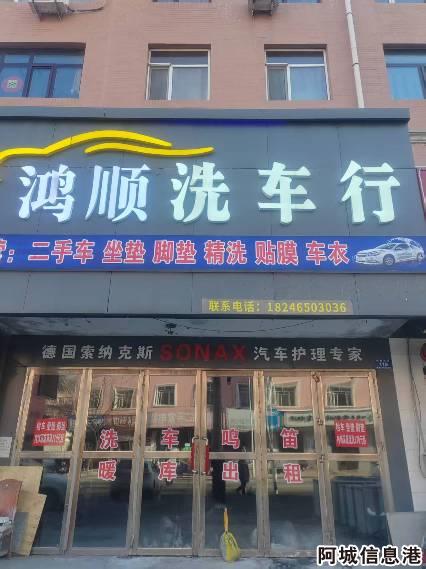 鸿顺洗车行
：二手车 坐垫 脚垫 精洗 贴膜 车衣
联系电话：18246503036
德国索纳克斯 SONAX 汽车护理专家
洗车鸣笛
暖库出租
阿城信息港